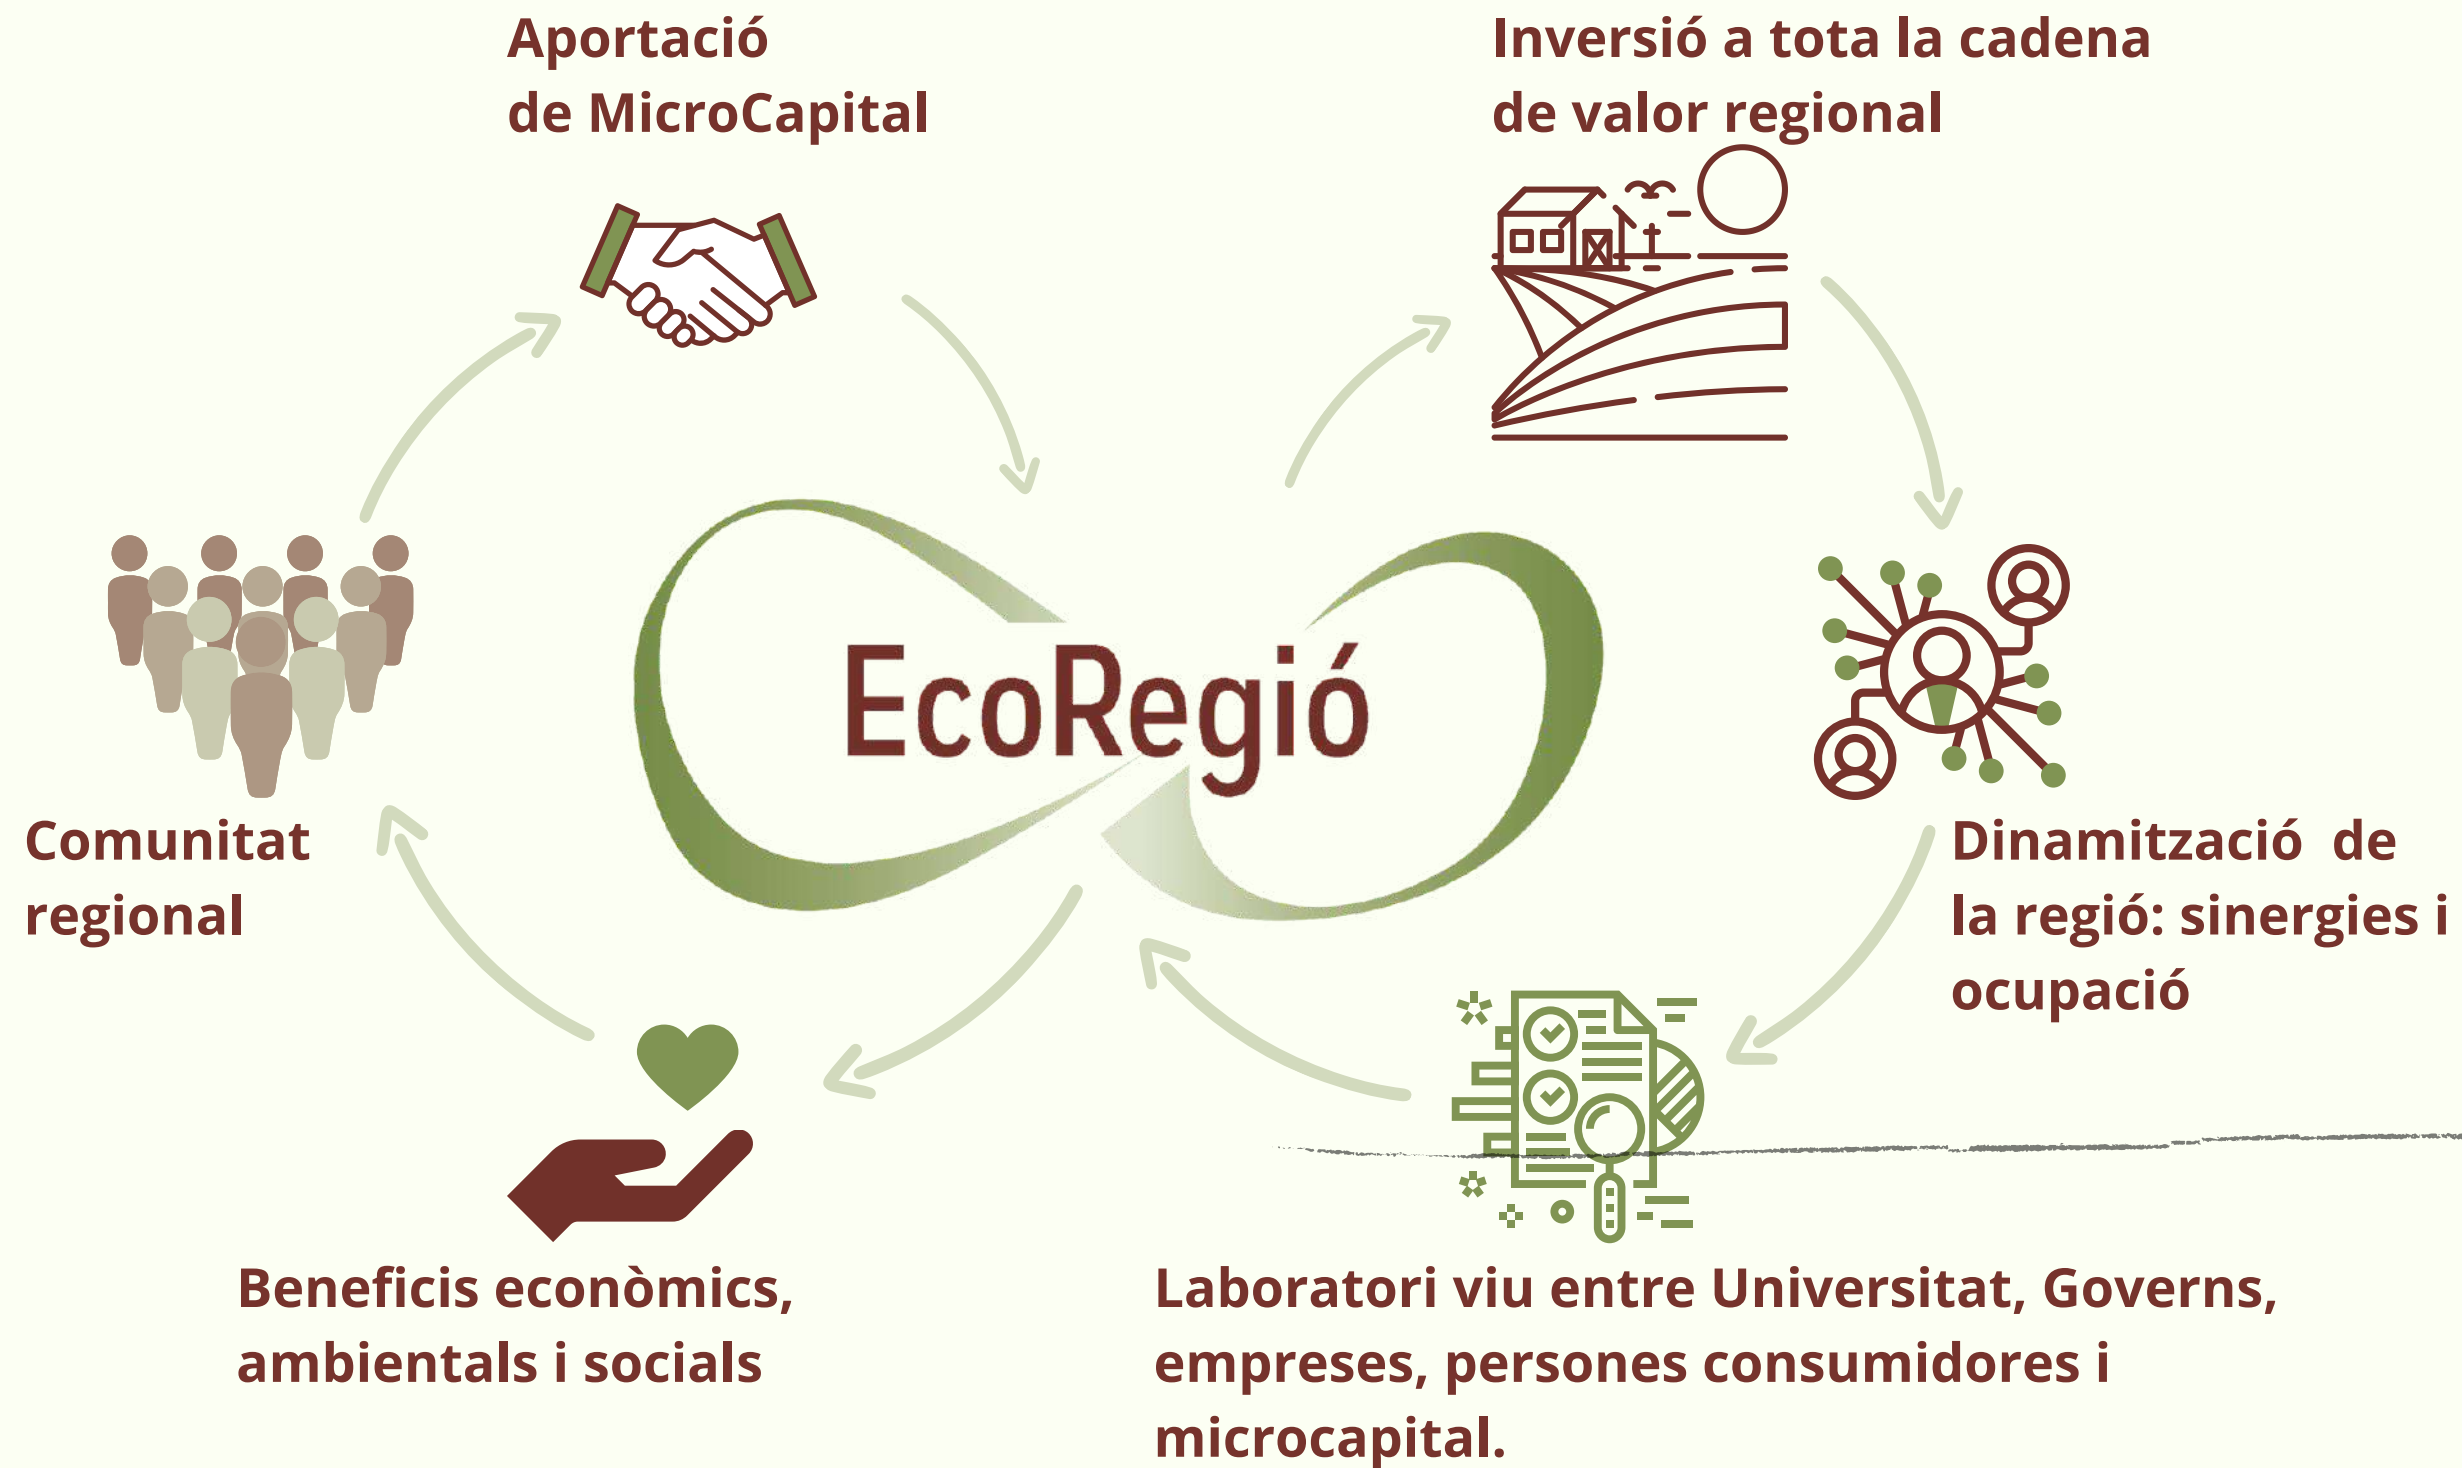 Aportació
de MicroCapital
Inversió a tota la cadena
de valor regional
EcoRegió
Comunitat
regional
Dinamització  de
la regió: sinergies i
ocupació
Beneficis econòmics,
ambientals i socials
Laboratori viu entre Universitat, Governs,
empreses, persones consumidores i
microcapital.